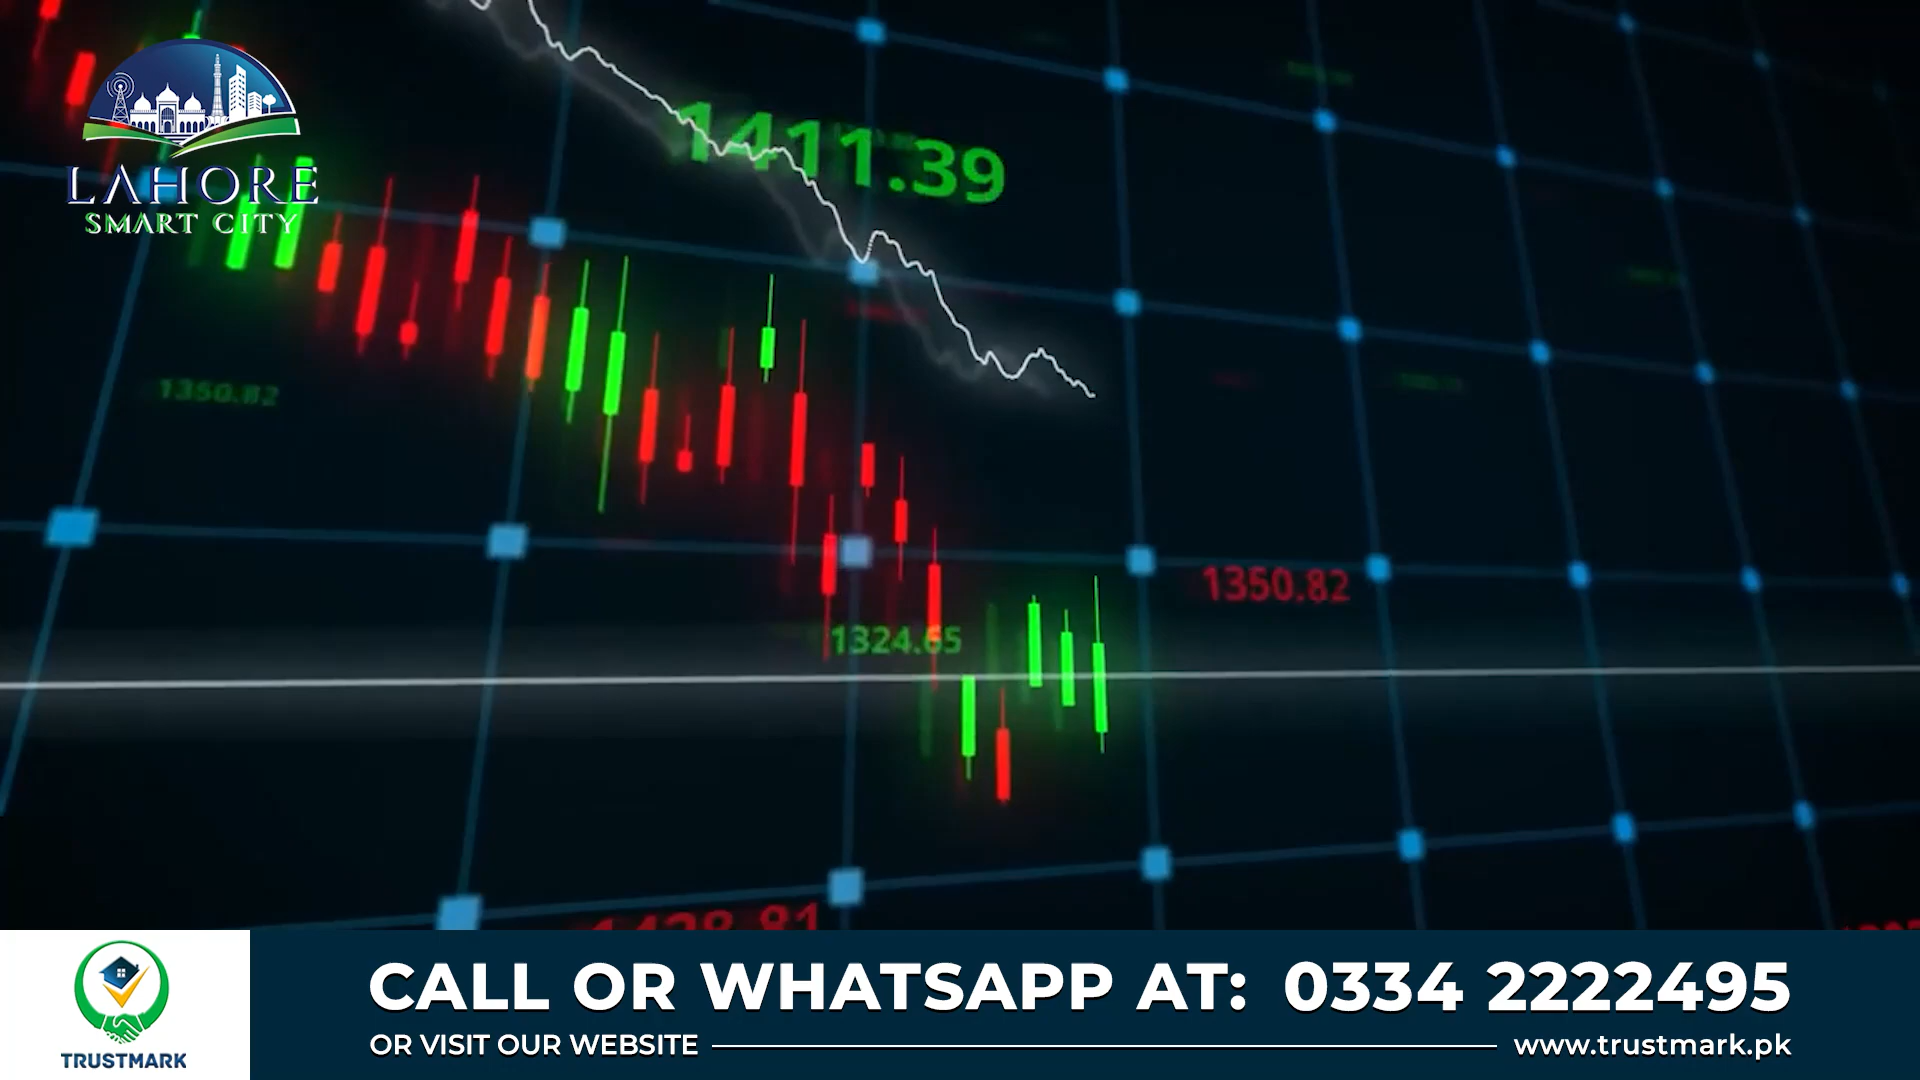 LAHORE
SMART CITY
1411.39
1350.82
1350.82
1324.65
TRUSTMARK
CALL OR WHATSAPP AT: 0334 2222495
OR VISIT OUR WEBSITE
www.trustmark.pk